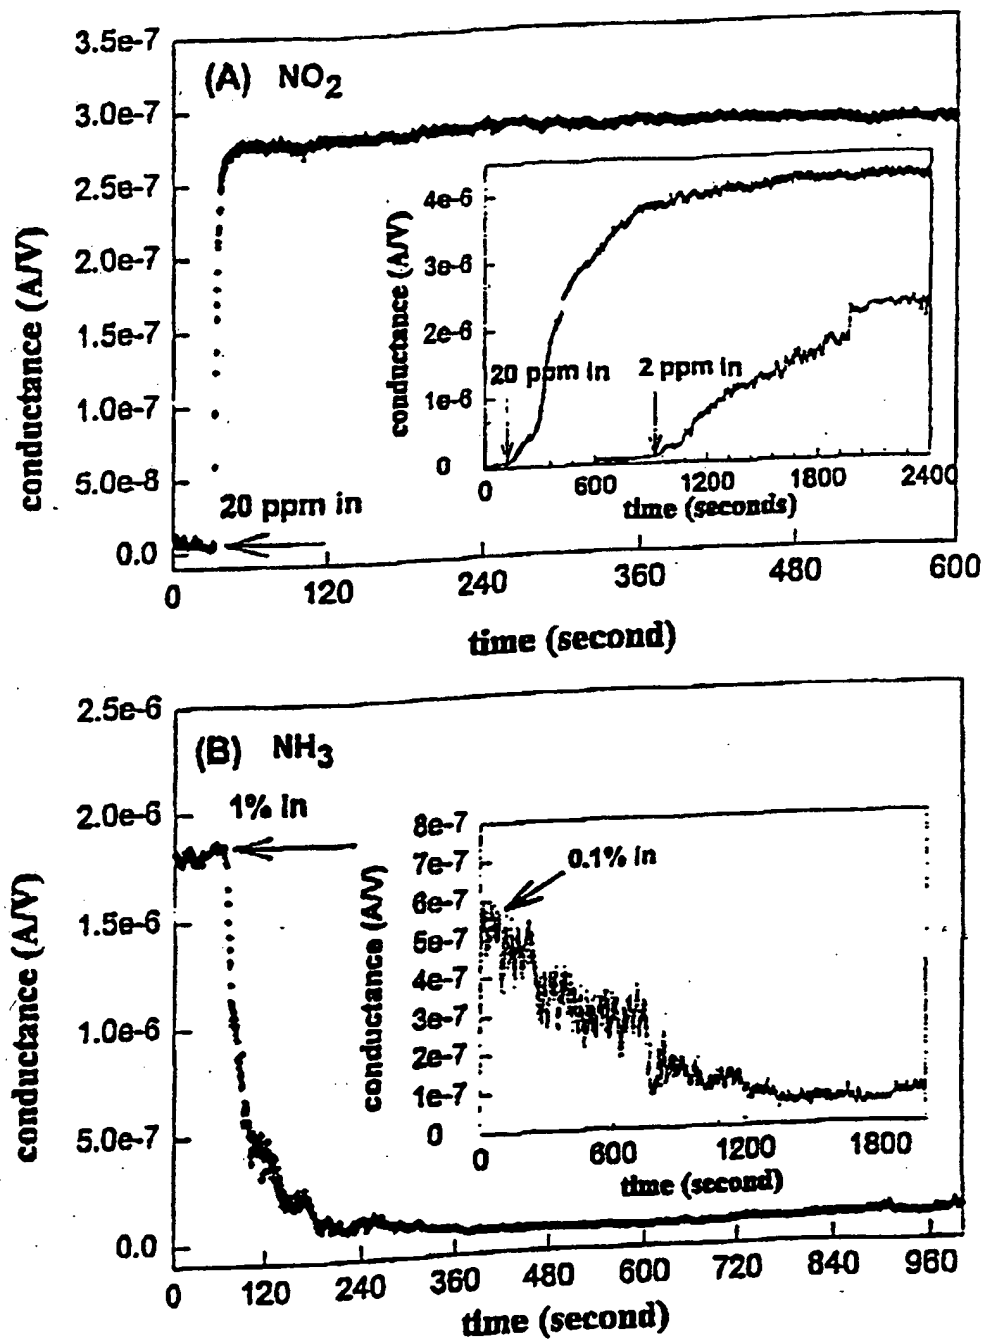 3.5e-7
(A) NO2
3.0e-7
2.5e-7
2.0e-7
1.5e-7
1.0e-7
5.0e-8
0.0
conductance (A/V)
20 ppm in
0 120 240 360 480 600
time (second)
4e-6
3e-6
2e-6
1e-6
0
conductance (A/V)
20 ppm in 2 ppm in
0 600 1200 1800 2400
time (seconds)
2.5e-6
(B) NH3
2.0e-6
1.5e-6
1.0e-6
5.0e-7
0.0
conductance (A/V)
1% in
0 120 240 360 480 600 720 840 960
time (second)
8e-7
7e-7
6e-7
5e-7
4e-7
3e-7
2e-7
1e-7
0
conductance (A/V)
0.1% in
0 600 1200 1800
time (second)